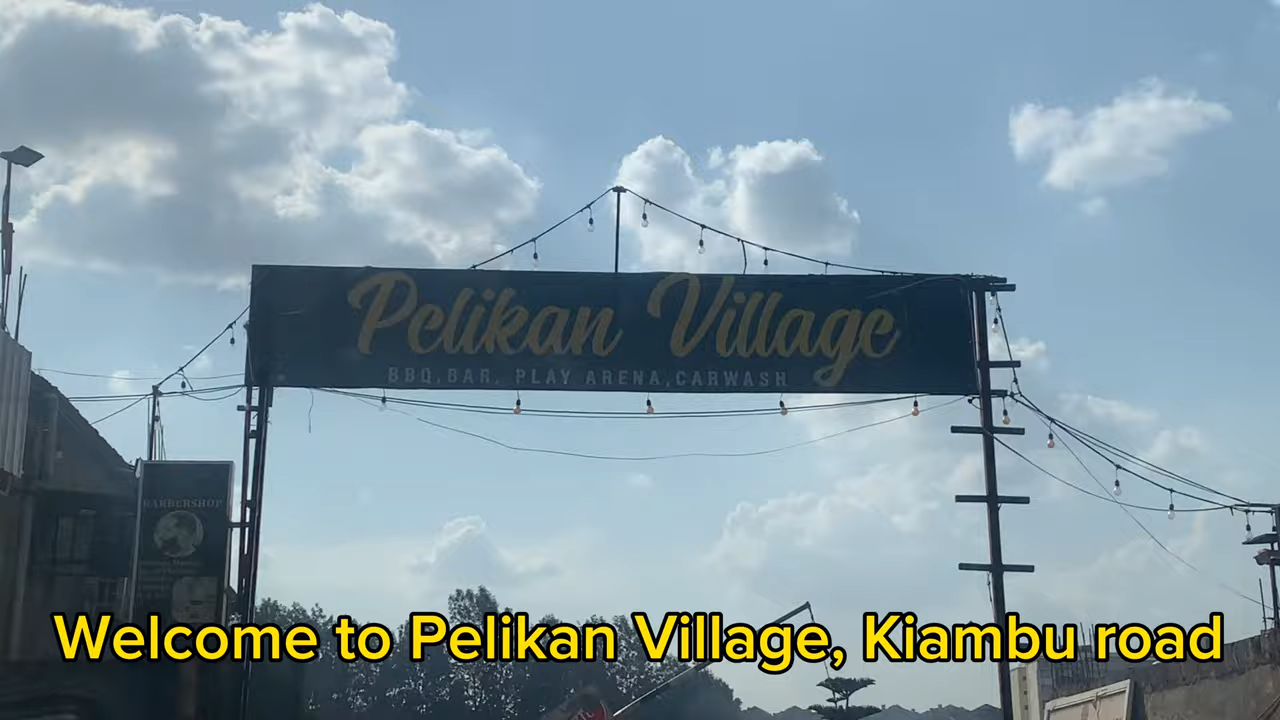 Pelikan Village
BBQ,BAR, PLAY ARENA,CARWASH
BARBERSHOP
Welcome to Pelikan Village, Kiambu road